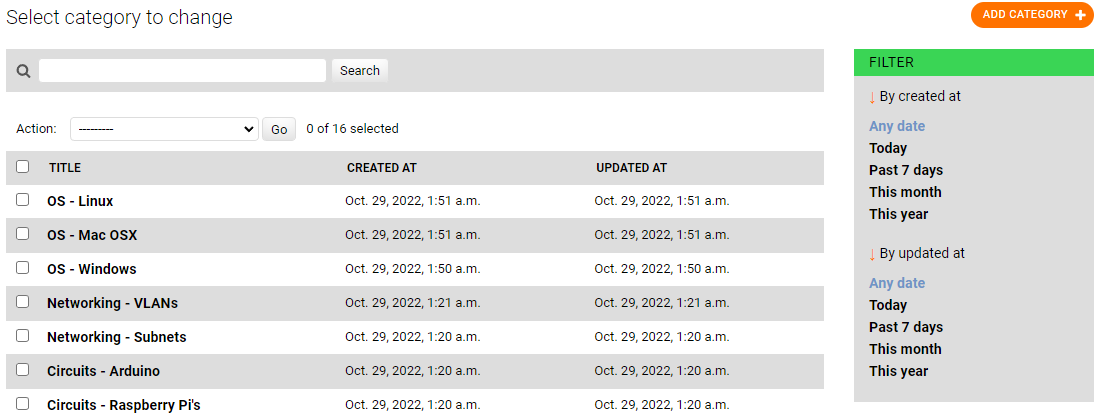 Select category to change
ADD CATEGORY +
Search
Action: --------- Go 0 of 16 selected
TITLE CREATED AT UPDATED AT
OS - Linux Oct. 29, 2022, 1:51 a.m. Oct. 29, 2022, 1:51 a.m.
OS - Mac OSX Oct. 29, 2022, 1:51 a.m. Oct. 29, 2022, 1:51 a.m.
OS - Windows Oct. 29, 2022, 1:50 a.m. Oct. 29, 2022, 1:50 a.m.
Networking - VLANs Oct. 29, 2022, 1:21 a.m. Oct. 29, 2022, 1:21 a.m.
Networking - Subnets Oct. 29, 2022, 1:20 a.m. Oct. 29, 2022, 1:20 a.m.
Circuits - Arduino Oct. 29, 2022, 1:20 a.m. Oct. 29, 2022, 1:20 a.m.
Circuits - Raspberry Pi's Oct. 29, 2022, 1:20 a.m. Oct. 29, 2022, 1:20 a.m.
FILTER
↓ By created at
Any date
Today
Past 7 days
This month
This year
↓ By updated at
Any date
Today
Past 7 days
This month
This year